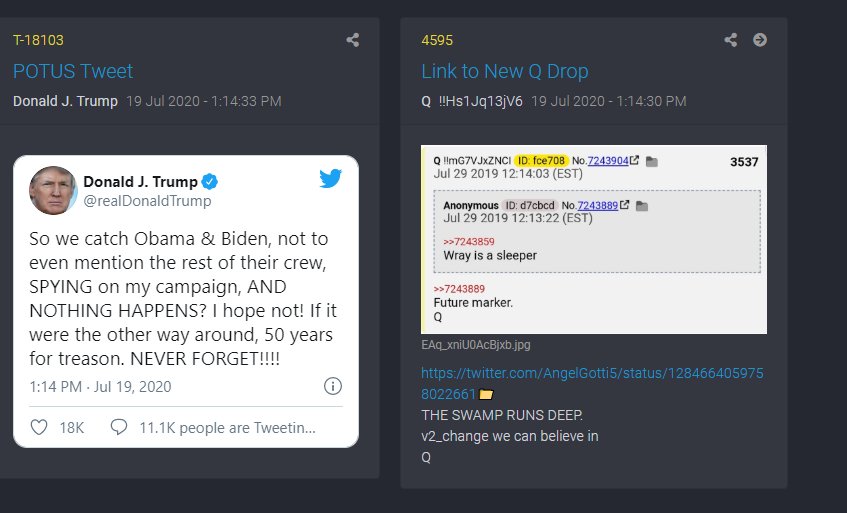 T-18103
POTUS Tweet
Donald J. Trump 19 Jul 2020 - 1:14:33 PM
Donald J. Trump
@realDonaldTrump
So we catch Obama & Biden, not to
even mention the rest of their crew,
SPYING on my campaign, AND
NOTHING HAPPENS? I hope not! If it
were the other way around, 50 years
for treason. NEVER FORGET!!!!
1:14 PM · Jul 19, 2020
18K 11.1K people are Tweetin...
4595
Link to New Q Drop
Q !!Hs1Jq13jV6 19 Jul 2020 - 1:14:30 PM
Q !!mG7VJxZNCI ID: fce708 No.7243904 3537
Jul 29 2019 12:14:03 (EST)
Anonymous ID: d7cbcd No.7243889
Jul 29 2019 12:13:22 (EST)
>>7243859
Wray is a sleeper
>>7243889
Future marker.
Q
EAq_xniU0AcBjxb.jpg
https://twitter.com/AngelGotti5/status/128466405975
8022661
THE SWAMP RUNS DEEP.
v2_change we can believe in
Q